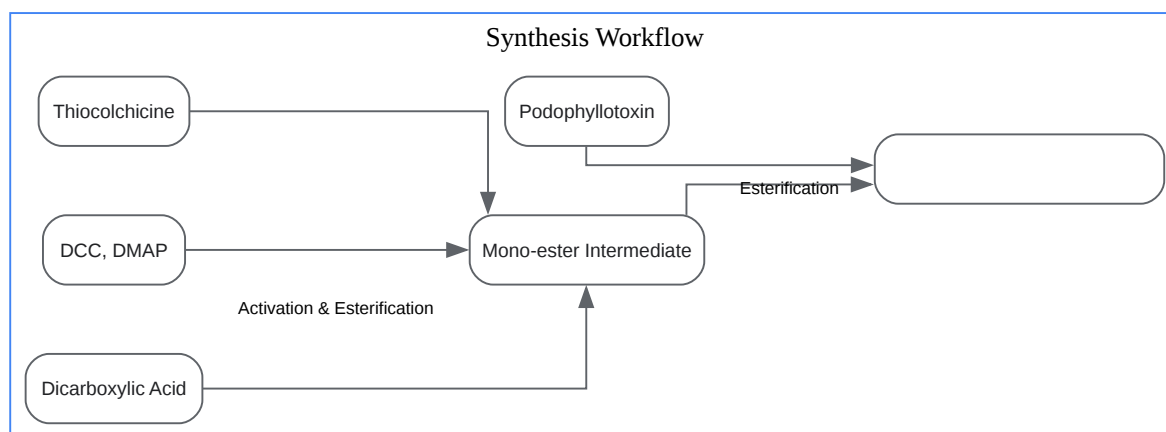 Synthesis Workflow
Thiocolchicine
Podophyllotoxin
Esterification
DCC, DMAP
Mono-ester Intermediate
Activation & Esterification
Dicarboxylic Acid